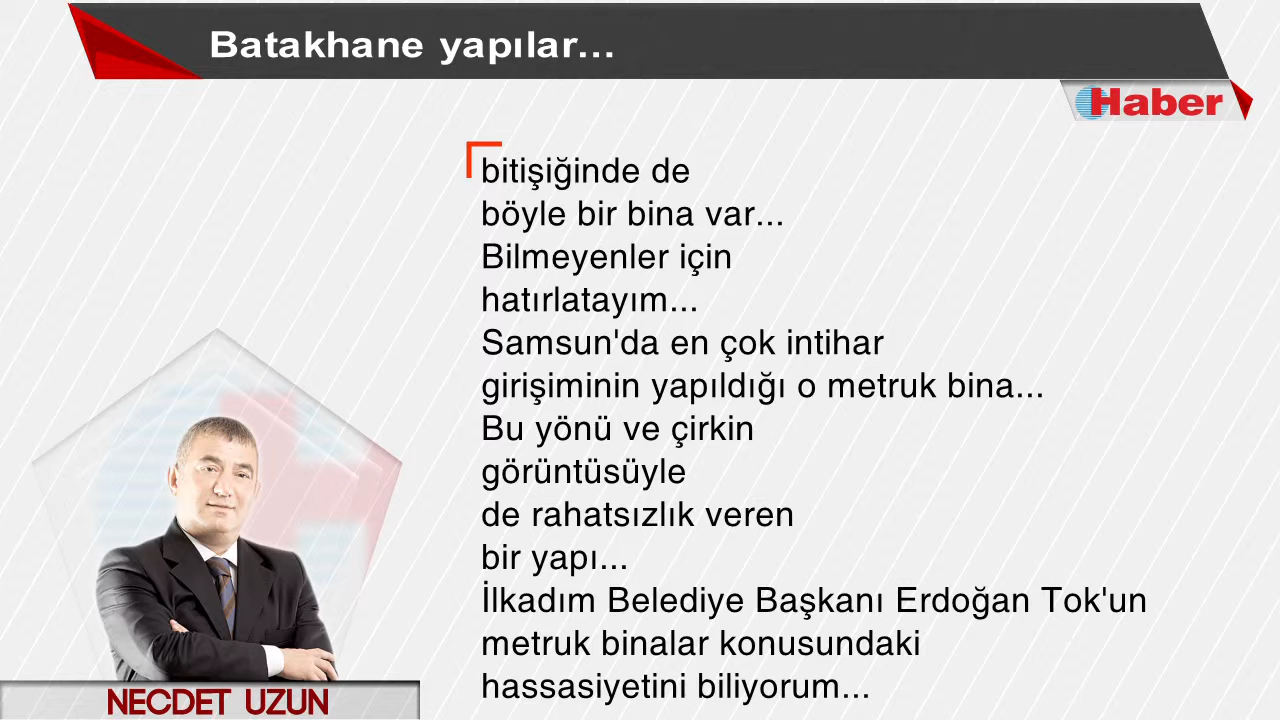 Batakhane yapılar...
Haber
bitişiğinde de
böyle bir bina var...
Bilmeyenler için
hatırlatayım...
Samsun'da en çok intihar
girişiminin yapıldığı o metruk bina...
Bu yönü ve çirkin
görüntüsüyle
de rahatsızlık veren
bir yapı...
İlkadım Belediye Başkanı Erdoğan Tok'un
metruk binalar konusundaki
hassasiyetini biliyorum...
NECDET UZUN